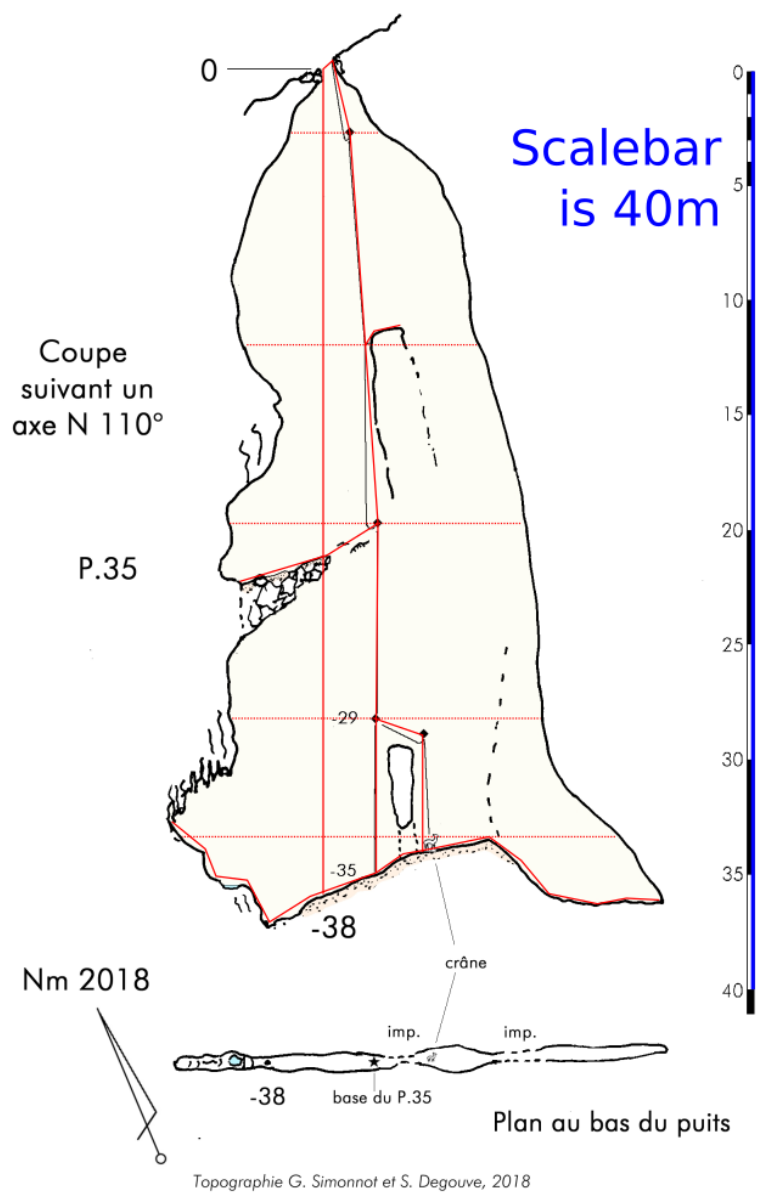 0
0
Scalebar
is 40m
5
10
Coupe
suivant un
axe N 110°
15
20
P.35
25
-29
30
-35
35
-38
crâne
Nm 2018
40
imp.
imp.
-38
base du P.35
Plan au bas du puits
Topographie G. Simonnot et S. Degouve, 2018